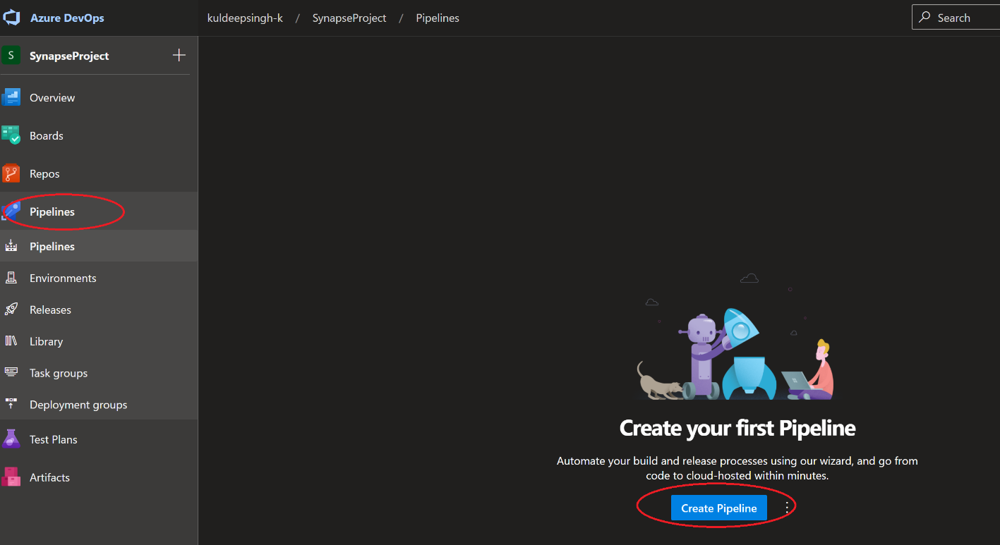 Azure DevOps
kuldeepsingh-k / SynapseProject / Pipelines
Search
S SynapseProject
Overview
Boards
Repos
Pipelines
Pipelines
Environments
Releases
Library
Task groups
Deployment groups
Test Plans
Artifacts
Create your first Pipeline
Automate your build and release processes using our wizard, and go from
code to cloud-hosted within minutes.
Create Pipeline